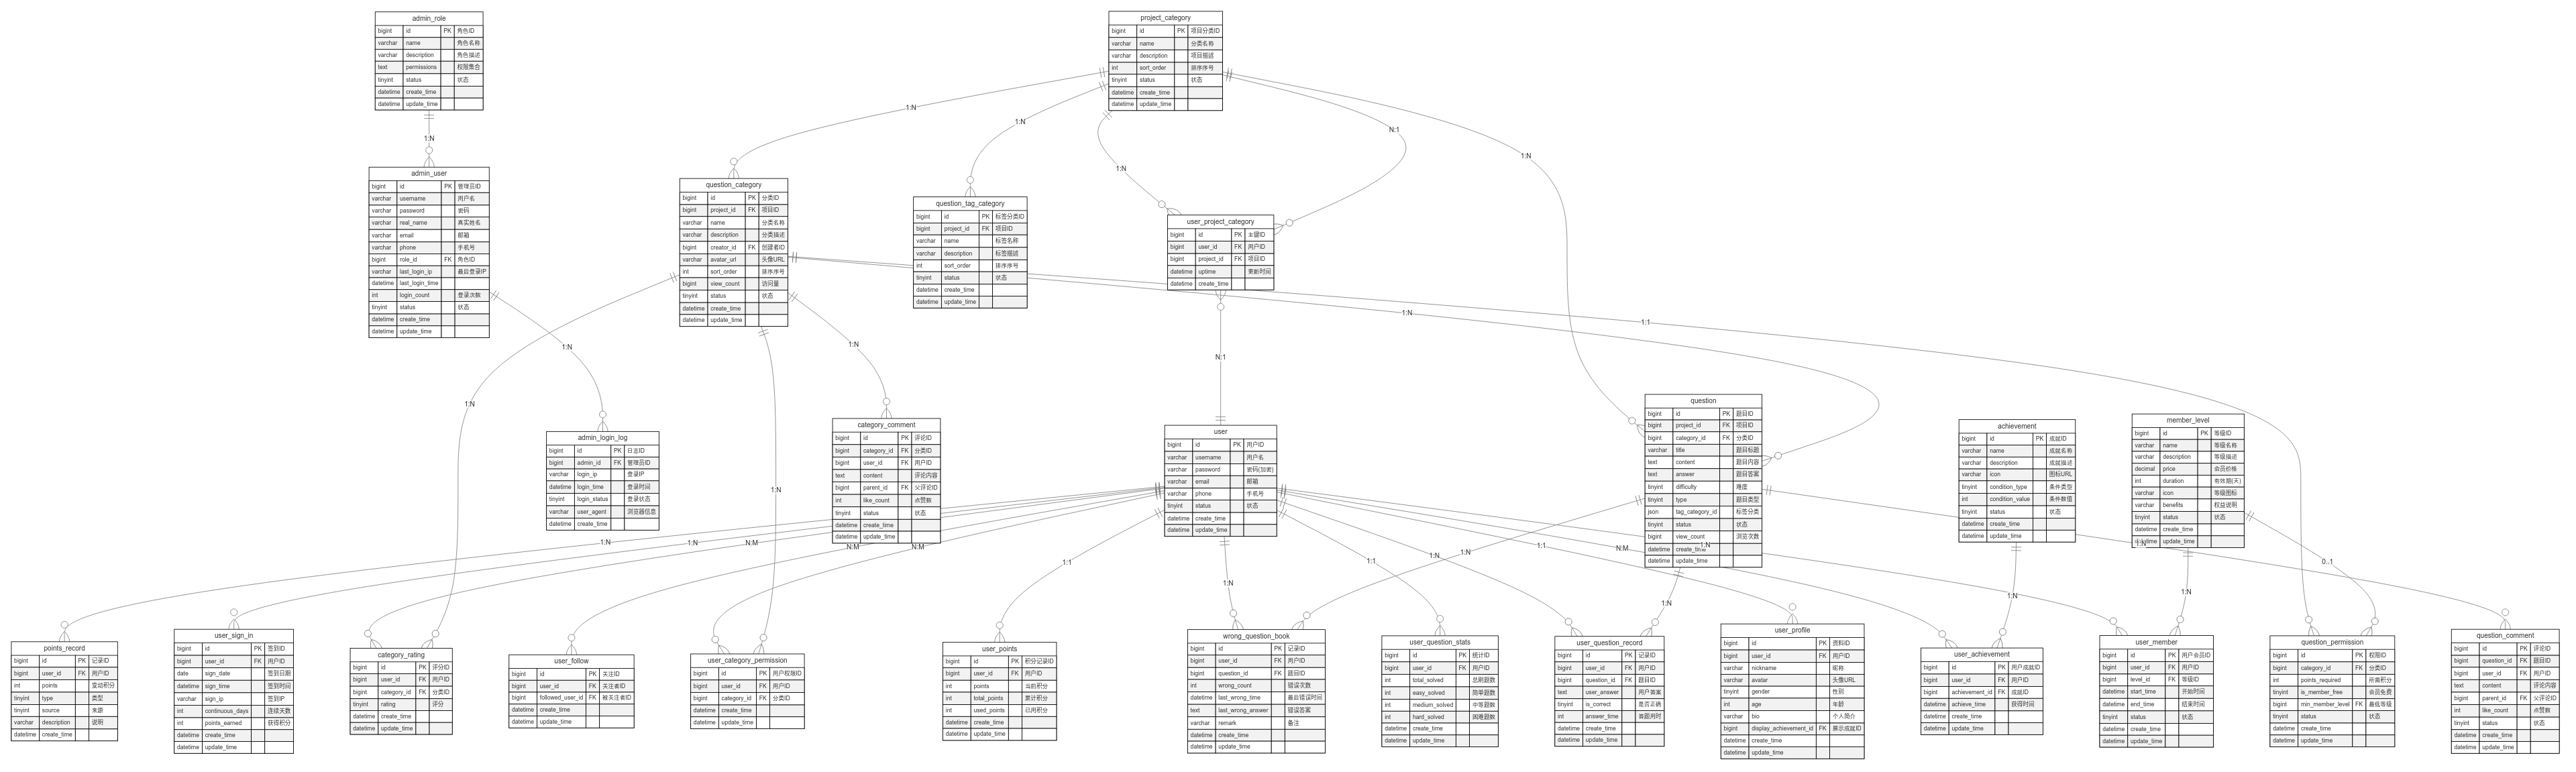 admin_role
bigint id PK 角色ID
varchar name 角色名称
varchar description 角色描述
text permissions 权限集合
tinyint status 状态
datetime create_time
datetime update_time
project_category
bigint id PK 项目分类ID
varchar name 分类名称
varchar description 项目描述
int sort_order 排序序号
tinyint status 状态
datetime create_time
datetime update_time
1:N
1:N
1:N
1:N
N:1
1:N
admin_user
bigint id PK 管理员ID
varchar username 用户名
varchar password 密码
varchar real_name 真实姓名
varchar email 邮箱
varchar phone 手机号
bigint role_id FK 角色ID
varchar last_login_ip 最后登录IP
datetime last_login_time
int login_count 登录次数
tinyint status 状态
datetime create_time
datetime update_time
question_category
bigint id PK 分类ID
bigint project_id FK 项目ID
varchar name 分类名称
varchar description 分类描述
bigint creator_id FK 创建者ID
varchar avatar_url 头像URL
int sort_order 排序序号
bigint view_count 访问量
tinyint status 状态
datetime create_time
datetime update_time
question_tag_category
bigint id PK 标签分类ID
bigint project_id FK 项目ID
varchar name 标签名称
varchar description 标签描述
int sort_order 排序序号
tinyint status 状态
datetime create_time
datetime update_time
user_project_category
bigint id PK 主键ID
bigint user_id FK 用户ID
bigint project_id FK 项目ID
datetime uptime 更新时间
datetime create_time
1:N
1:1
1:N
1:N
N:1
1:N
1:N
admin_login_log
bigint id PK 日志ID
bigint admin_id FK 管理员ID
varchar login_ip 登录IP
datetime login_time 登录时间
tinyint login_status 登录状态
varchar user_agent 浏览器信息
datetime create_time
category_comment
bigint id PK 评论ID
bigint category_id FK 分类ID
bigint user_id FK 用户ID
text content 评论内容
bigint parent_id FK 父评论ID
int like_count 点赞数
tinyint status 状态
datetime create_time
datetime update_time
user
bigint id PK 用户ID
varchar username 用户名
varchar password 密码(加密)
varchar email 邮箱
varchar phone 手机号
tinyint status 状态
datetime create_time
datetime update_time
question
bigint id PK 题目ID
bigint project_id FK 项目ID
bigint category_id FK 分类ID
varchar title 题目标题
text content 题目内容
text answer 题目答案
tinyint difficulty 难度
tinyint type 题目类型
json tag_category_id 标签分类
tinyint status 状态
bigint view_count 浏览次数
datetime create_time
datetime update_time
achievement
bigint id PK 成就ID
varchar name 成就名称
varchar description 成就描述
varchar icon 图标URL
tinyint condition_type 条件类型
int condition_value 条件数值
tinyint status 状态
datetime create_time
datetime update_time
member_level
bigint id PK 等级ID
varchar name 等级名称
varchar description 等级描述
decimal price 会员价格
int duration 有效期(天)
varchar icon 等级图标
varchar benefits 权益说明
tinyint status 状态
datetime create_time
update_time
1:N
1:N
1:N
N:M
N:M
1:1
1:N
1:N
1:1
1:N
1:1
N:M
1:N
1:N
1:N
1:N
0..1
points_record
bigint id PK 记录ID
bigint user_id FK 用户ID
int points 变动积分
tinyint type 类型
tinyint source 来源
varchar description 说明
datetime create_time
user_sign_in
bigint id PK 签到ID
bigint user_id FK 用户ID
date sign_date 签到日期
datetime sign_time 签到时间
varchar sign_ip 签到IP
int continuous_days 连续天数
int points_earned 获得积分
datetime create_time
datetime update_time
category_rating
bigint id PK 评分ID
bigint user_id FK 用户ID
bigint category_id FK 分类ID
tinyint rating 评分
datetime create_time
datetime update_time
user_follow
bigint id PK 关注ID
bigint user_id FK 关注者ID
bigint followed_user_id FK 被关注者ID
datetime create_time
datetime update_time
user_category_permission
bigint id PK 用户权限ID
bigint user_id FK 用户ID
bigint category_id FK 分类ID
datetime create_time
datetime update_time
user_points
bigint id PK 积分记录ID
bigint user_id FK 用户ID
int points 当前积分
int total_points 累计积分
int used_points 已用积分
datetime create_time
datetime update_time
wrong_question_book
bigint id PK 记录ID
bigint user_id FK 用户ID
bigint question_id FK 题目ID
int wrong_count 错误次数
datetime last_wrong_time 最后错误时间
text last_wrong_answer 错误答案
varchar remark 备注
datetime create_time
datetime update_time
user_question_stats
bigint id PK 统计ID
bigint user_id FK 用户ID
int total_solved 总刷题数
int easy_solved 简单题数
int medium_solved 中等题数
int hard_solved 困难题数
datetime create_time
datetime update_time
user_question_record
bigint id PK 记录ID
bigint user_id FK 用户ID
bigint question_id FK 题目ID
text user_answer 用户答案
tinyint is_correct 是否正确
int answer_time 答题用时
datetime create_time
datetime update_time
user_profile
bigint id PK 资料ID
bigint user_id FK 用户ID
varchar nickname 昵称
varchar avatar 头像URL
tinyint gender 性别
int age 年龄
varchar bio 个人简介
bigint display_achievement_id FK 展示成就ID
datetime create_time
datetime update_time
user_achievement
bigint id PK 用户成就ID
bigint user_id FK 用户ID
bigint achievement_id FK 成就ID
datetime achieve_time 获得时间
datetime create_time
datetime update_time
user_member
bigint id PK 用户会员ID
bigint user_id FK 用户ID
bigint level_id FK 等级ID
datetime start_time 开始时间
datetime end_time 结束时间
tinyint status 状态
datetime create_time
datetime update_time
question_permission
bigint id PK 权限ID
bigint category_id FK 分类ID
int points_required 所需积分
tinyint is_member_free 会员免费
bigint min_member_level FK 最低等级
tinyint status 状态
datetime create_time
datetime update_time
question_comment
bigint id PK 评论ID
bigint question_id FK 题目ID
bigint user_id FK 用户ID
text content 评论内容
bigint parent_id FK 父评论ID
int like_count 点赞数
tinyint status 状态
datetime create_time
datetime update_time